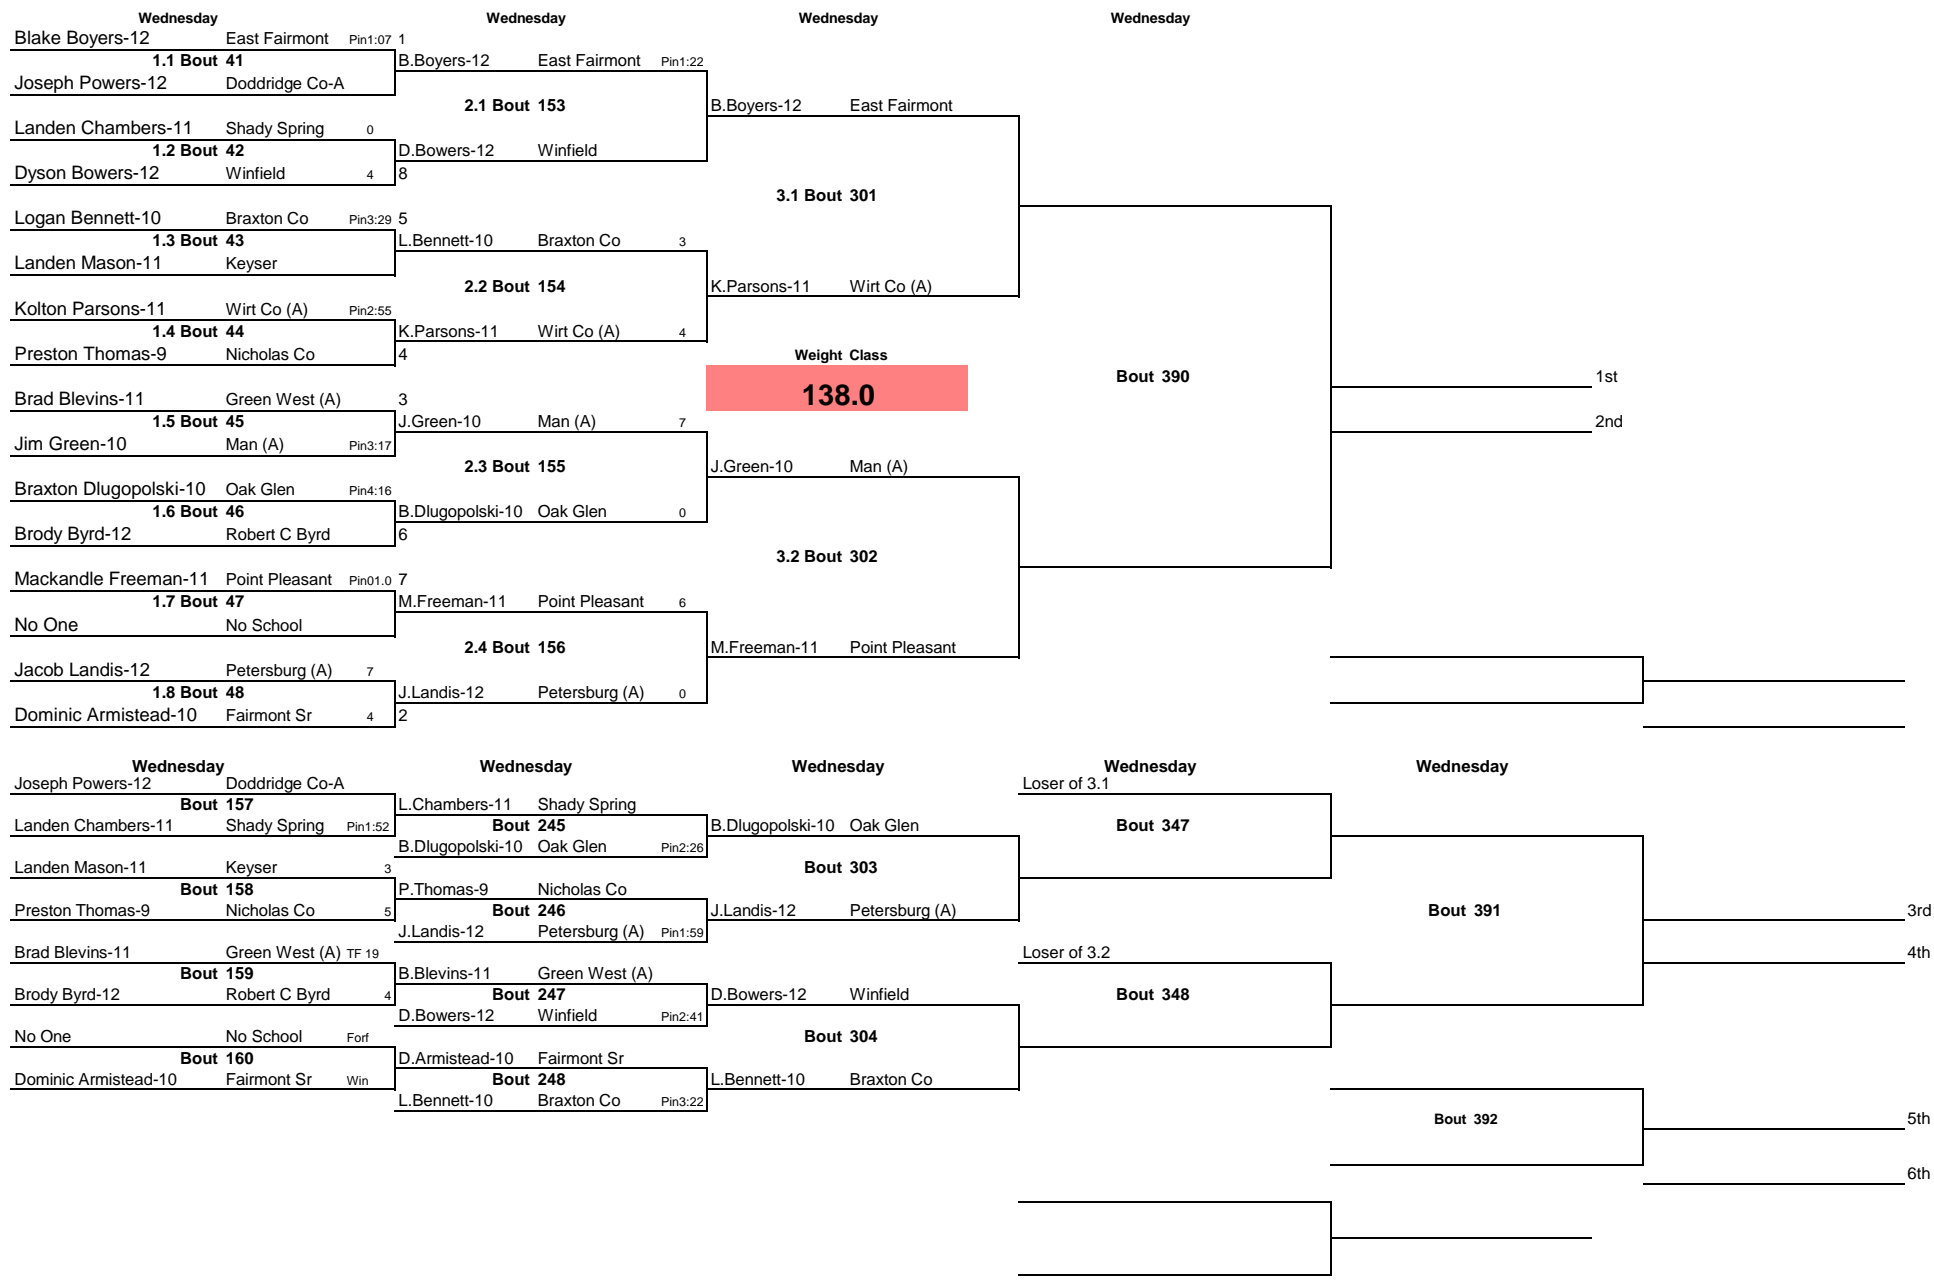 Wednesday Wednesday Wednesday Wednesday
Blake Boyers-12 East Fairmont Pin1:07 1
1.1 Bout 41 B.Boyers-12 East Fairmont Pin1:22
Joseph Powers-12 Doddridge Co-A
2.1 Bout 153 B.Boyers-12 East Fairmont
Landen Chambers-11 Shady Spring 0
1.2 Bout 42 D.Bowers-12 Winfield
Dyson Bowers-12 Winfield 4 8
3.1 Bout 301
Logan Bennett-10 Braxton Co Pin3:29 5
1.3 Bout 43 L.Bennett-10 Braxton Co 3
Landen Mason-11 Keyser
2.2 Bout 154 K.Parsons-11 Wirt Co (A)
Kolton Parsons-11 Wirt Co (A) Pin2:55
1.4 Bout 44 K.Parsons-11 Wirt Co (A) 4
Preston Thomas-9 Nicholas Co 4 Weight Class
Bout 390 1st
Brad Blevins-11 Green West (A) 3 138.0
1.5 Bout 45 J.Green-10 Man (A) 7 2nd
Jim Green-10 Man (A) Pin3:17
2.3 Bout 155 J.Green-10 Man (A)
Braxton Dlugopolski-10 Oak Glen Pin4:16
1.6 Bout 46 B.Dlugopolski-10 Oak Glen 0
Brody Byrd-12 Robert C Byrd 6
3.2 Bout 302
Mackandle Freeman-11 Point Pleasant Pin01.0 7
1.7 Bout 47 M.Freeman-11 Point Pleasant 6
No One No School
2.4 Bout 156 M.Freeman-11 Point Pleasant
Jacob Landis-12 Petersburg (A) 7
1.8 Bout 48 J.Landis-12 Petersburg (A) 0
Dominic Armistead-10 Fairmont Sr 4 2
Wednesday Wednesday Wednesday Wednesday Wednesday
Joseph Powers-12 Doddridge Co-A Loser of 3.1
Bout 157 L.Chambers-11 Shady Spring
Landen Chambers-11 Shady Spring Pin1:52 Bout 245 B.Dlugopolski-10 Oak Glen Bout 347
B.Dlugopolski-10 Oak Glen Pin2:26
Landen Mason-11 Keyser 3 Bout 303
Bout 158 P.Thomas-9 Nicholas Co
Preston Thomas-9 Nicholas Co 5 Bout 246 J.Landis-12 Petersburg (A) Bout 391 3rd
J.Landis-12 Petersburg (A) Pin1:59
Brad Blevins-11 Green West (A) TF 19 Loser of 3.2 4th
Bout 159 B.Blevins-11 Green West (A)
Brody Byrd-12 Robert C Byrd 4 Bout 247 D.Bowers-12 Winfield Bout 348
D.Bowers-12 Winfield Pin2:41
No One No School Forf Bout 304
Bout 160 D.Armistead-10 Fairmont Sr
Dominic Armistead-10 Fairmont Sr Win Bout 248 L.Bennett-10 Braxton Co
L.Bennett-10 Braxton Co Pin3:22
Bout 392 5th
6th